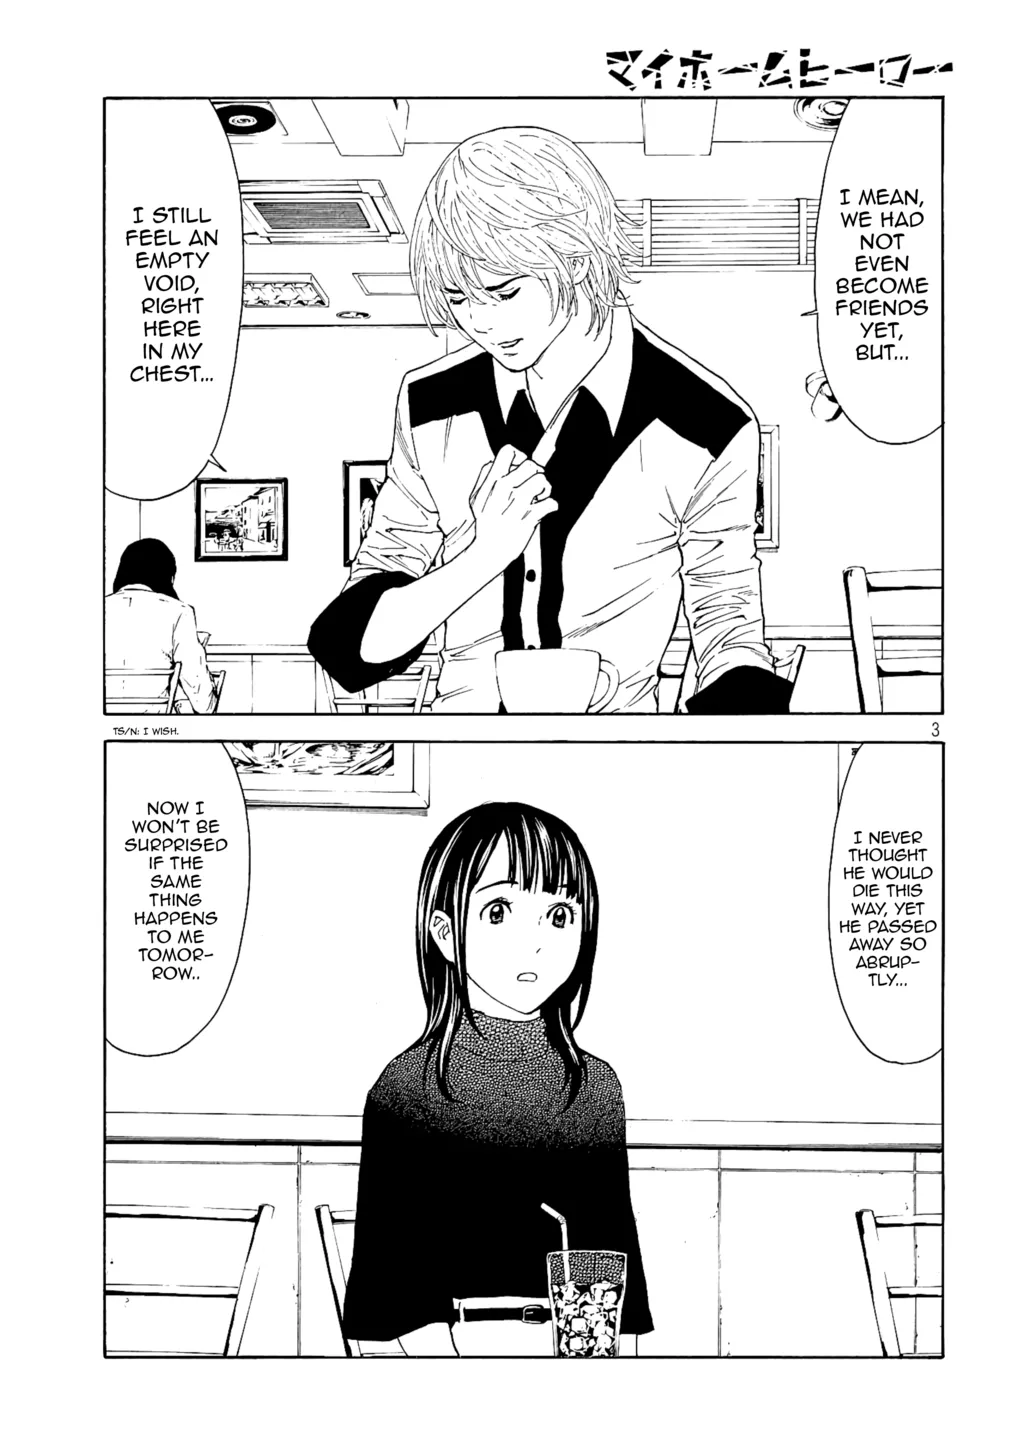 マイホームヒーロー
I MEAN,
WE HAD
NOT
EVEN
BECOME
FRIENDS
YET,
BUT...
I STILL
FEEL AN
EMPTY
VOID,
RIGHT
HERE
IN MY
CHEST...
TS/N: I WISH.
3
I NEVER
THOUGHT
HE WOULD
DIE THIS
WAY, YET
HE PASSED
AWAY SO
ABRUP-
TLY...
NOW I
WON'T BE
SURPRISED
IF THE
SAME
THING
HAPPENS
TO ME
TOMOR-
ROW..